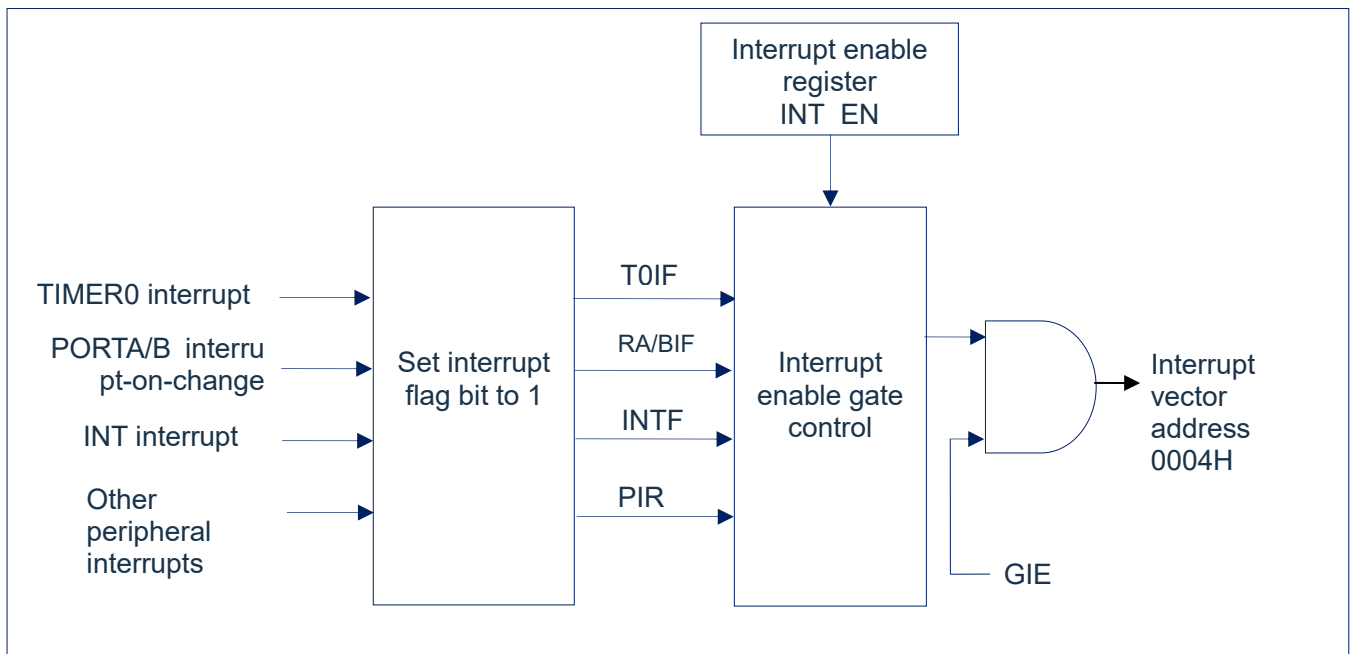 Interrupt enable
register
INT EN
TIMER0 interrupt
PORTA/B interru
pt-on-change
INT interrupt
Other
peripheral
interrupts
Set interrupt
flag bit to 1
T0IF
RA/BIF
INTF
PIR
Interrupt
enable gate
control
GIE
Interrupt
vector
address
0004H